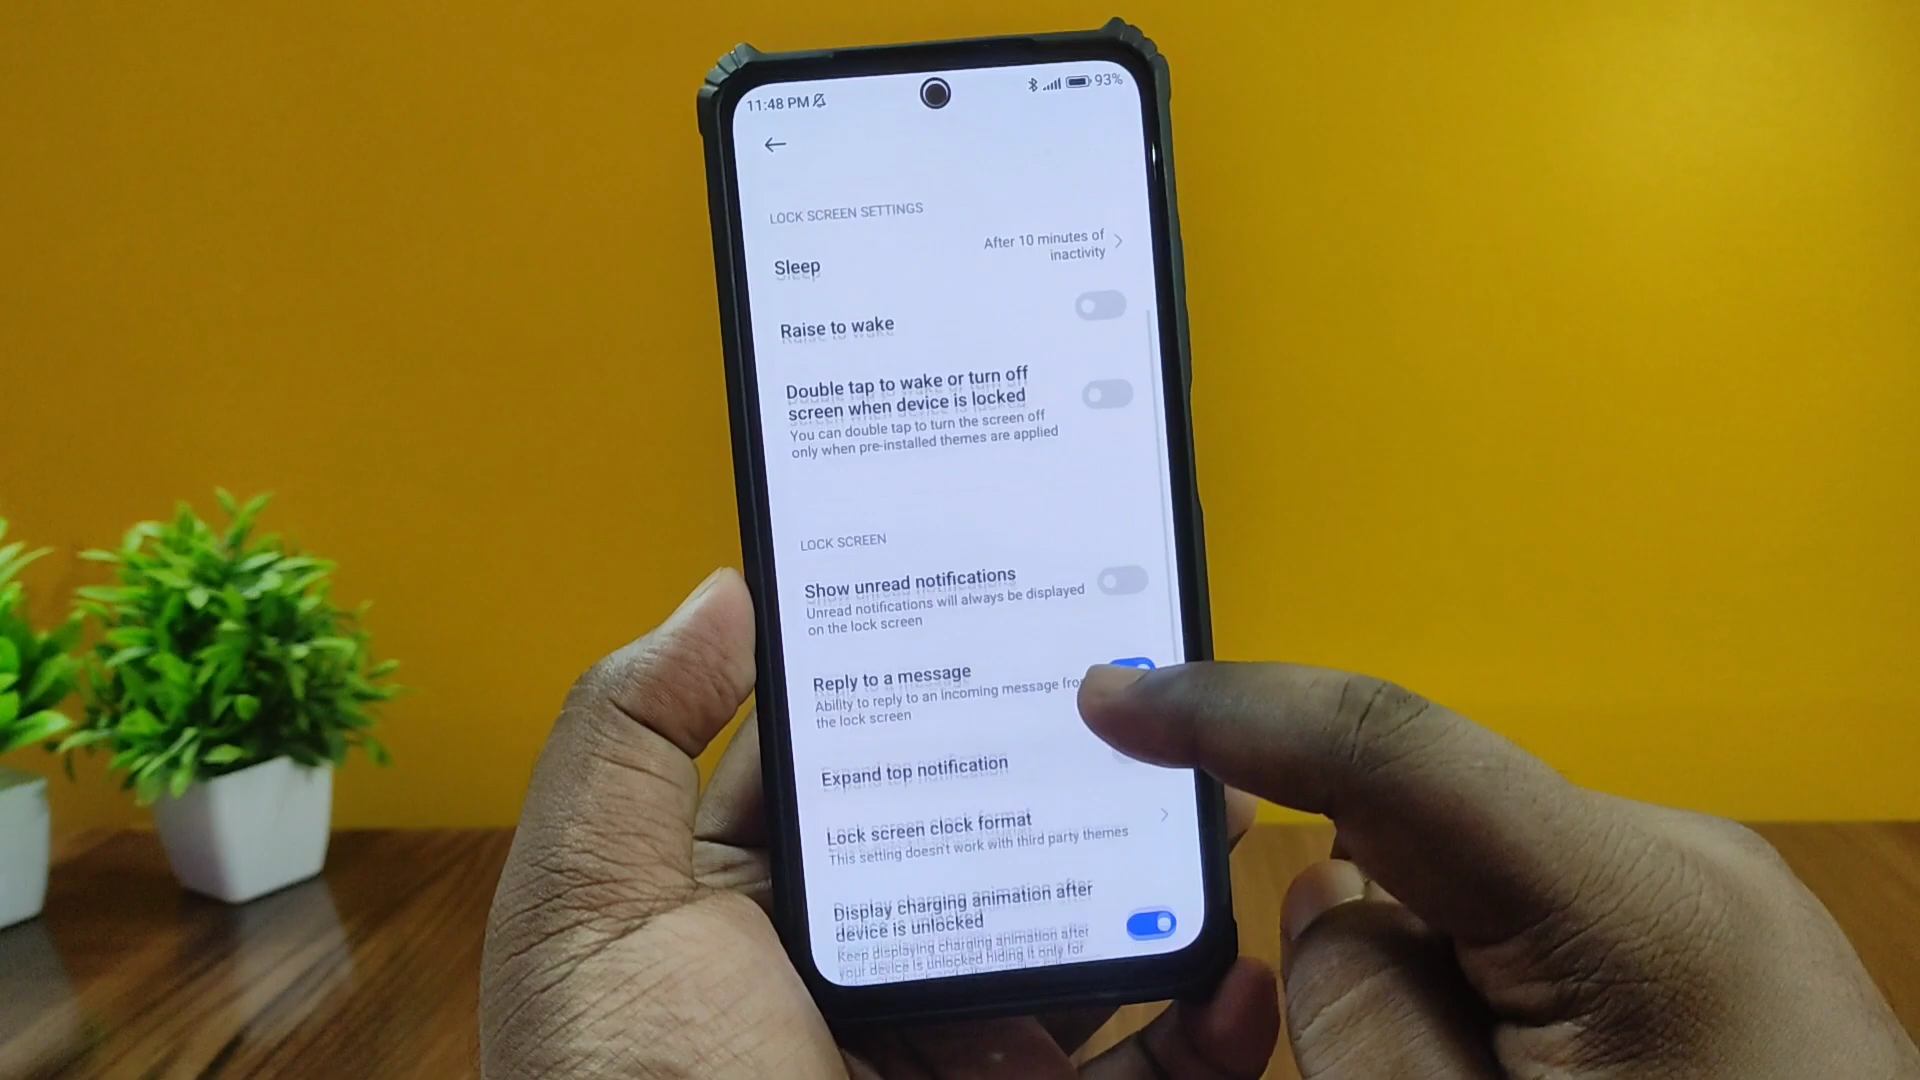 11:48 PM
93%
LOCK SCREEN SETTINGS
Sleep
After 10 minutes of
inactivity
Raise to wake
Double tap to wake or turn off
screen when device is locked
You can double tap to turn the screen off
only when pre-installed themes are applied
LOCK SCREEN
Show unread notifications
Unread notifications will always be displayed
on the lock screen
Reply to a message
Ability to reply to an incoming message fro
the lock screen
Expand top notification
Lock screen clock format
This setting doesn't work with third party themes
Display charging animation after
device is unlocked
Keep displaying charging animation after
your device is unlocked hiding it only for